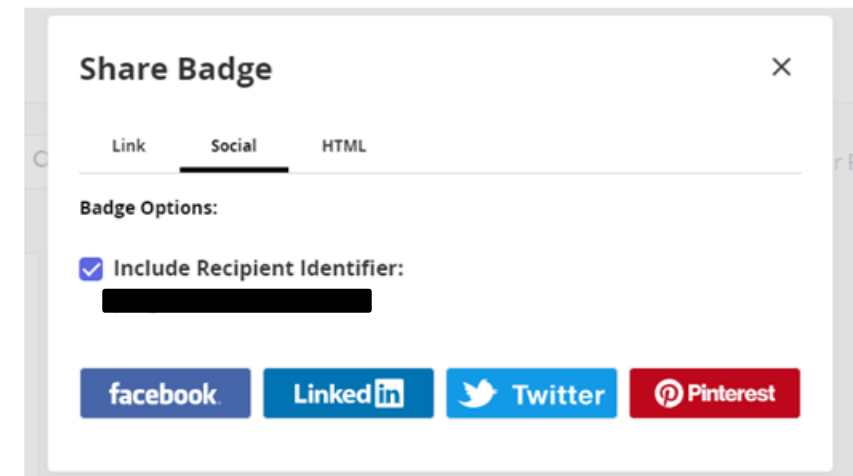 Share Badge
Link Social HTML
Badge Options:
Include Recipient Identifier:
facebook. Linked in Twitter Pinterest